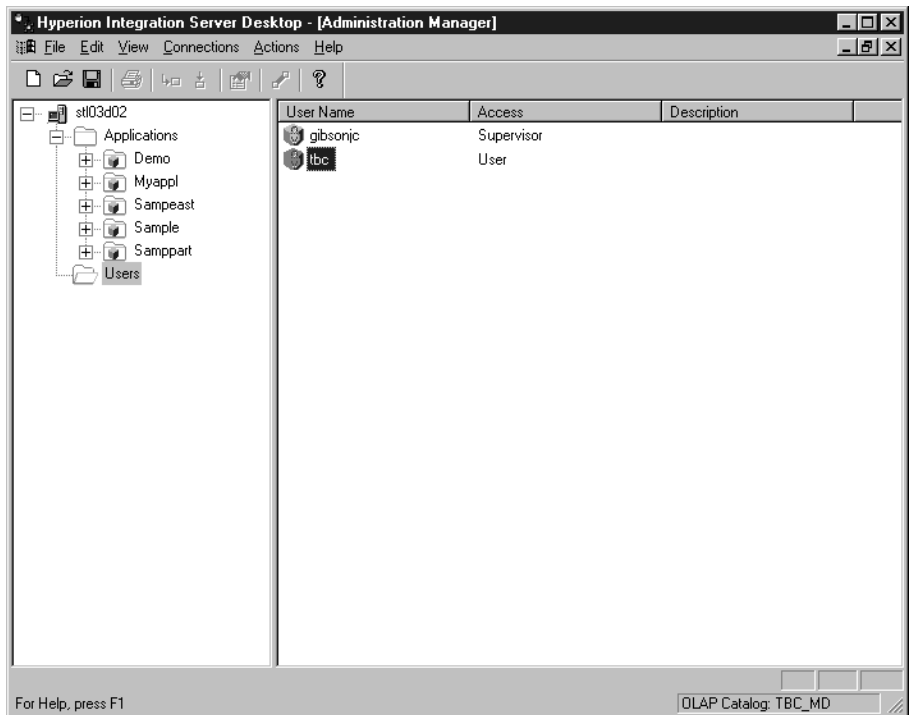 Hyperion Integration Server Desktop - [Administration Manager]
File Edit View Connections Actions Help
stl03d02
Applications
Demo
Myappl
Sampeast
Sample
Samppart
Users
User Name Access Description
gibsonjc Supervisor
tbc User
For Help, press F1
OLAP Catalog: TBC_MD